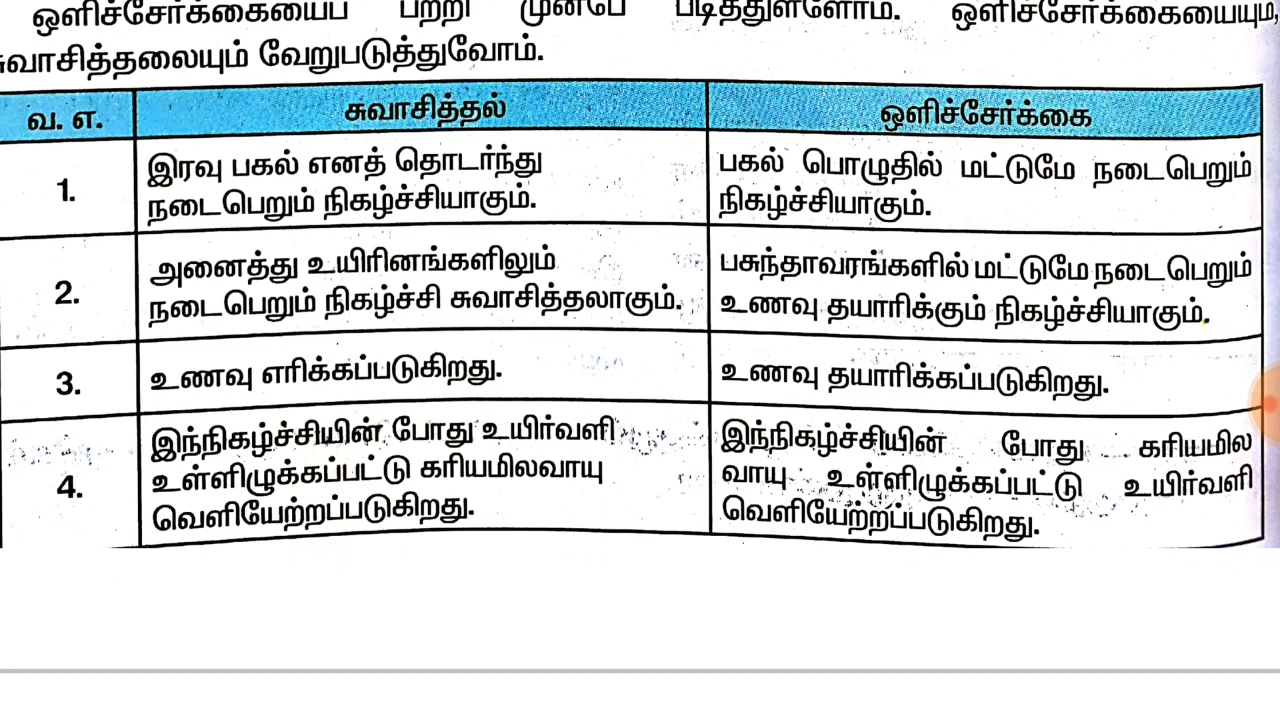 ஒளிச்சேர்க்கையைப் பற்றி முன்பே படித்துள்ளோம். ஒளிச்சேர்க்கையையும்,
சுவாசித்தலையும் வேறுபடுத்துவோம்.
வ. எ. சுவாசித்தல் ஒளிச்சேர்க்கை
1.
இரவு பகல் எனத் தொடர்ந்து
நடைபெறும் நிகழ்ச்சியாகும்.
பகல் பொழுதில் மட்டுமே நடைபெறும்
நிகழ்ச்சியாகும்.
2.
அனைத்து உயிரினங்களிலும்
நடைபெறும் நிகழ்ச்சி சுவாசித்தலாகும்.
பசுந்தாவரங்களில் மட்டுமே நடைபெறும்
உணவு தயாரிக்கும் நிகழ்ச்சியாகும்.
3.
உணவு எரிக்கப்படுகிறது.
உணவு தயாரிக்கப்படுகிறது.
4.
இந்நிகழ்ச்சியின் போது உயிர்வளி
உள்ளிழுக்கப்பட்டு கரியமிலவாயு
வெளியேற்றப்படுகிறது.
இந்நிகழ்ச்சியின் போது கரியமில
வாயு உள்ளிழுக்கப்பட்டு உயிர்வளி
வெளியேற்றப்படுகிறது.